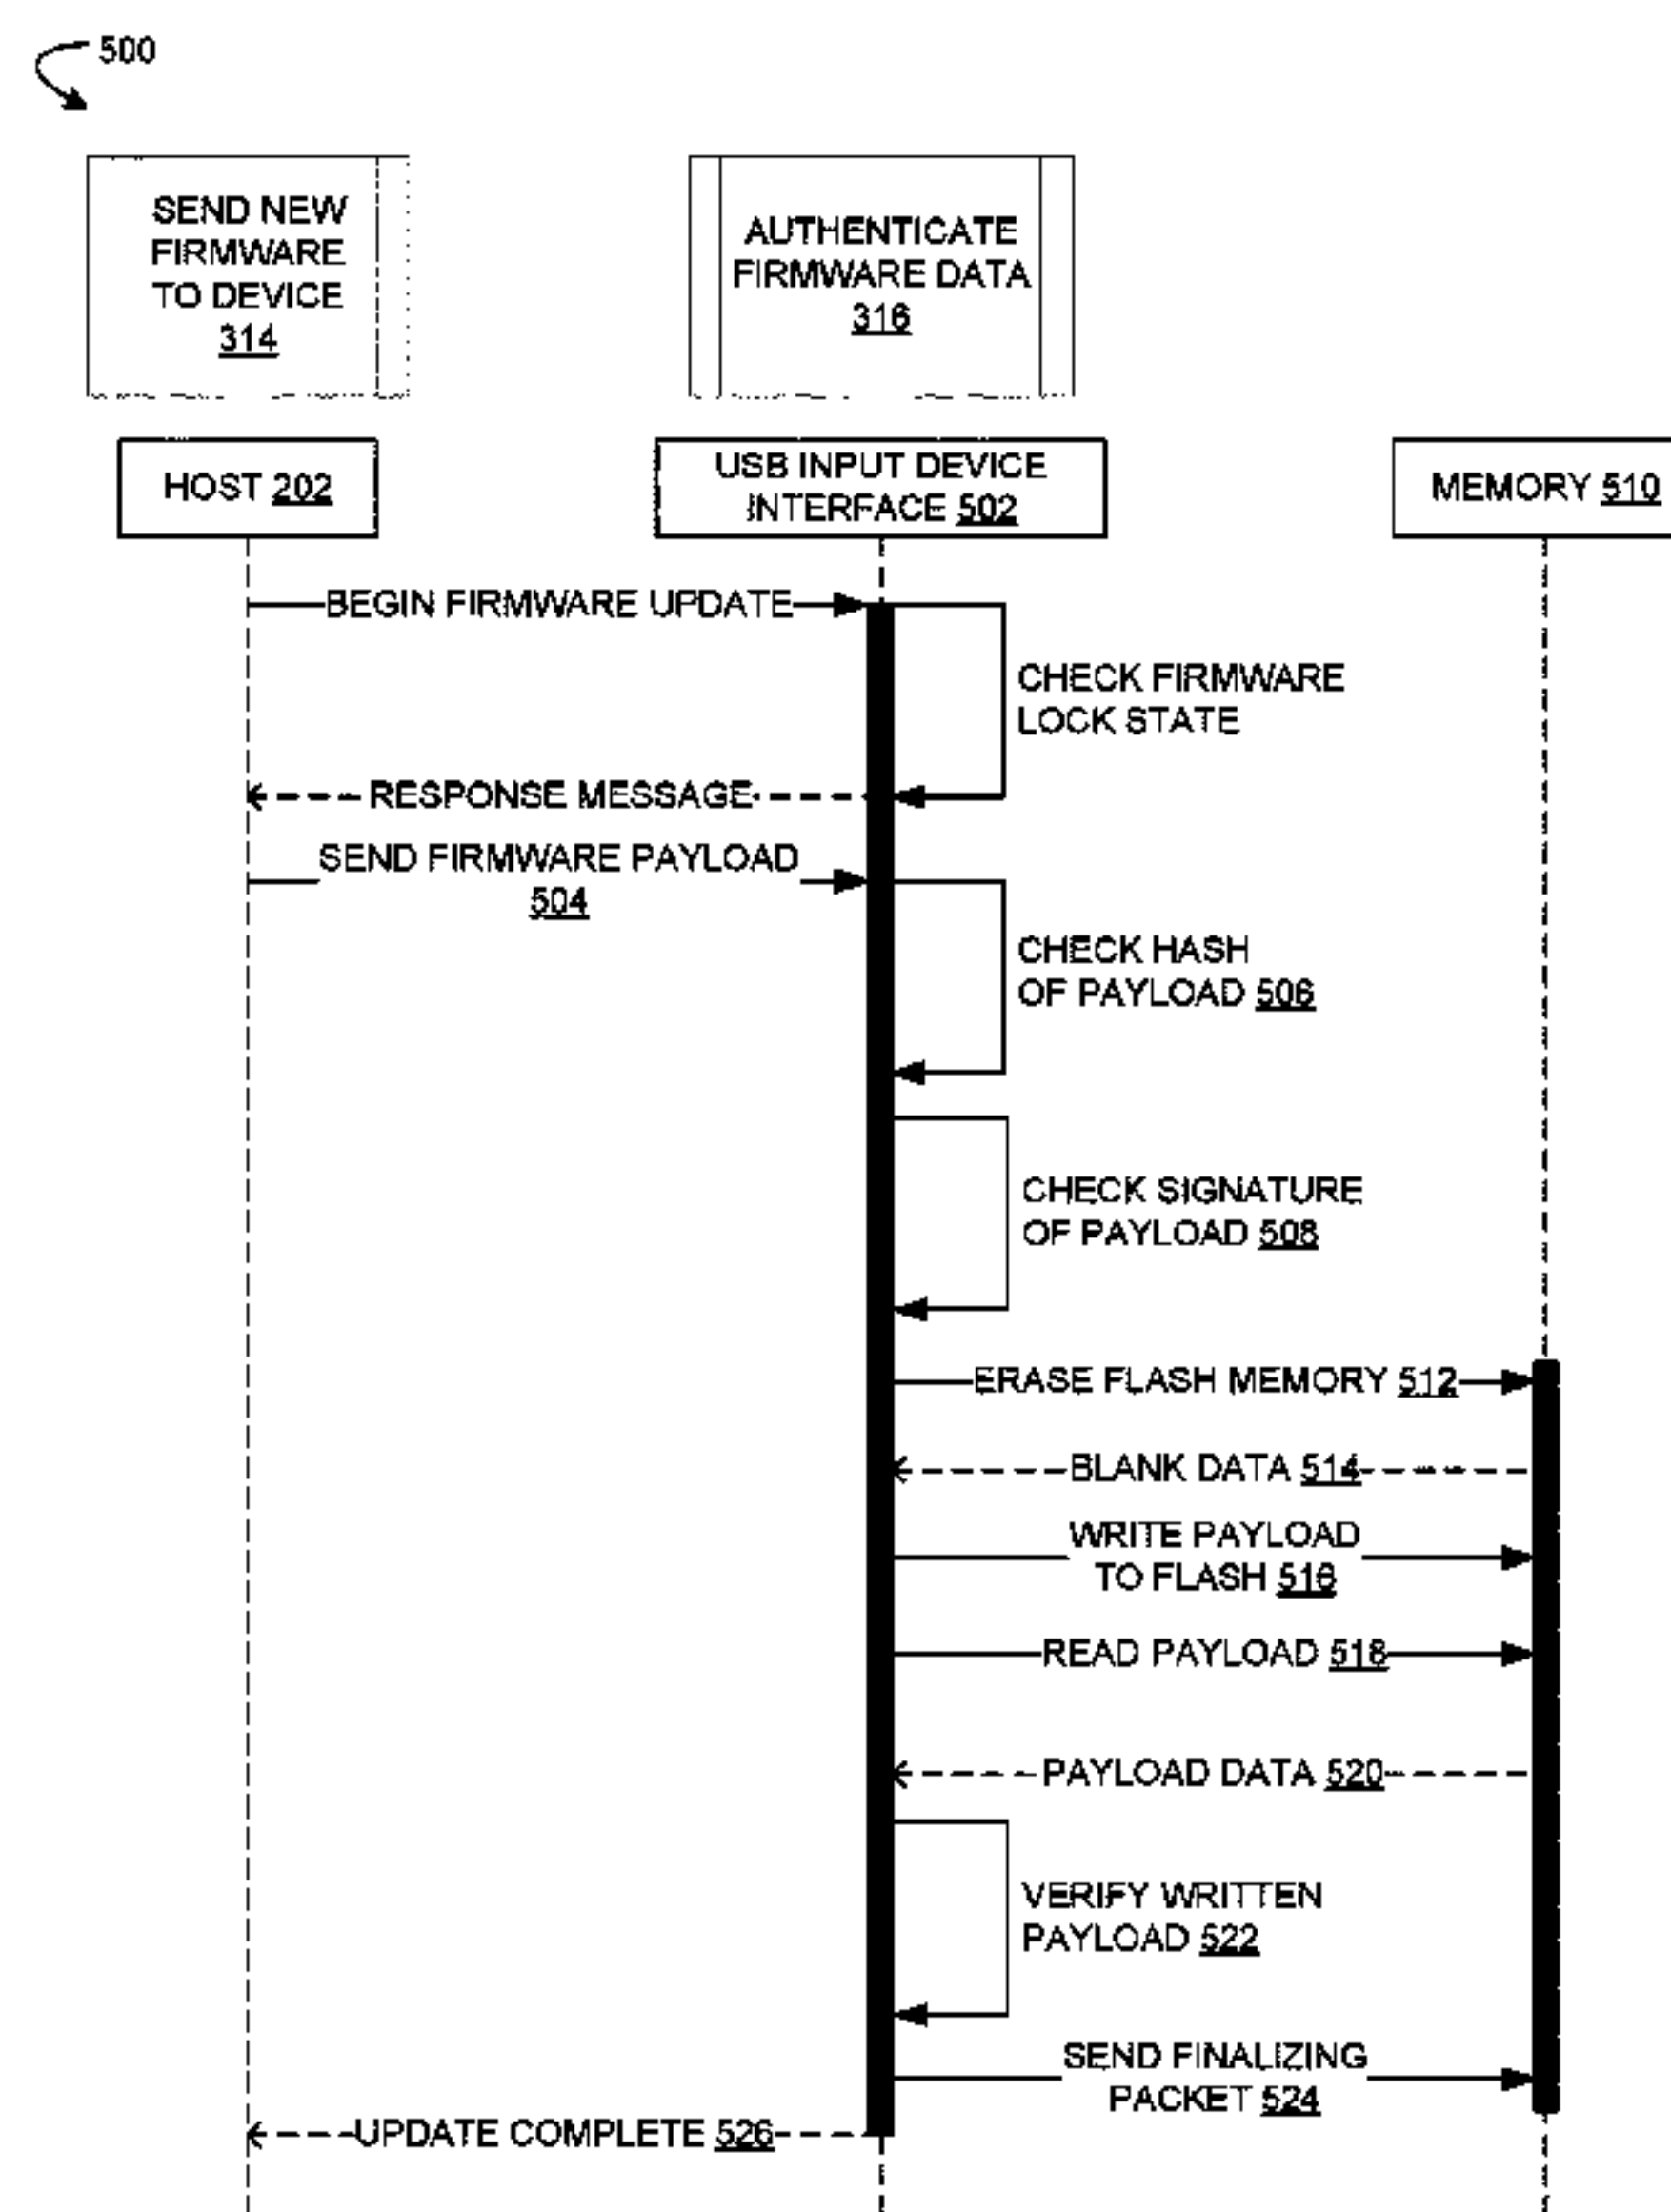 500
SEND NEW
FIRMWARE
TO DEVICE
314
AUTHENTICATE
FIRMWARE DATA
316
HOST 202
USB INPUT DEVICE
INTERFACE 502
MEMORY 510
BEGIN FIRMWARE UPDATE
CHECK FIRMWARE
LOCK STATE
RESPONSE MESSAGE
SEND FIRMWARE PAYLOAD
504
CHECK HASH
OF PAYLOAD 506
CHECK SIGNATURE
OF PAYLOAD 508
ERASE FLASH MEMORY 512
BLANK DATA 514
WRITE PAYLOAD
TO FLASH 516
READ PAYLOAD 518
PAYLOAD DATA 520
VERIFY WRITTEN
PAYLOAD 522
SEND FINALIZING
PACKET 524
UPDATE COMPLETE 526